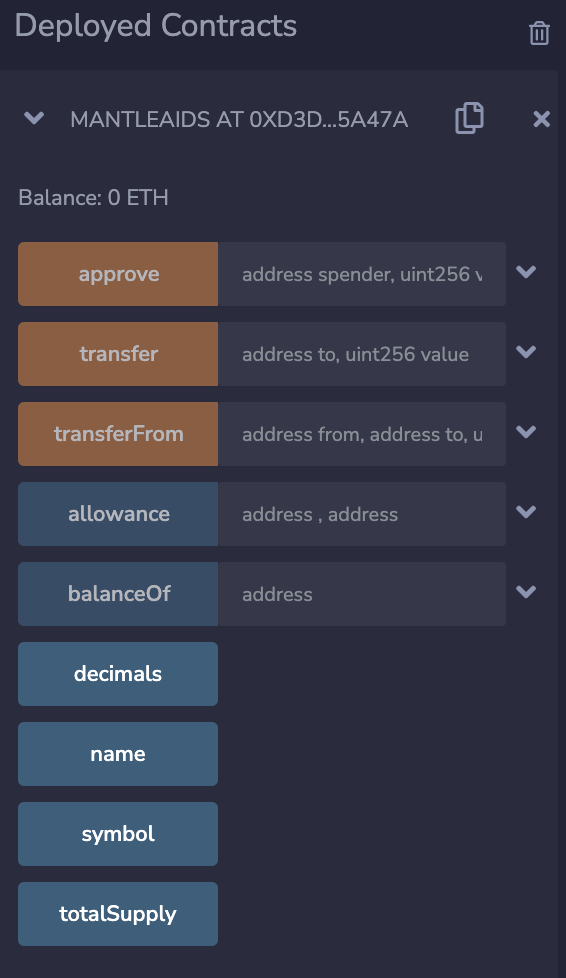 Deployed Contracts
MANTLEAIDS AT 0XD3D...5A47A
Balance: 0 ETH
approve address spender, uint256 v
transfer address to, uint256 value
transferFrom address from, address to, u
allowance address , address
balanceOf address
decimals
name
symbol
totalSupply